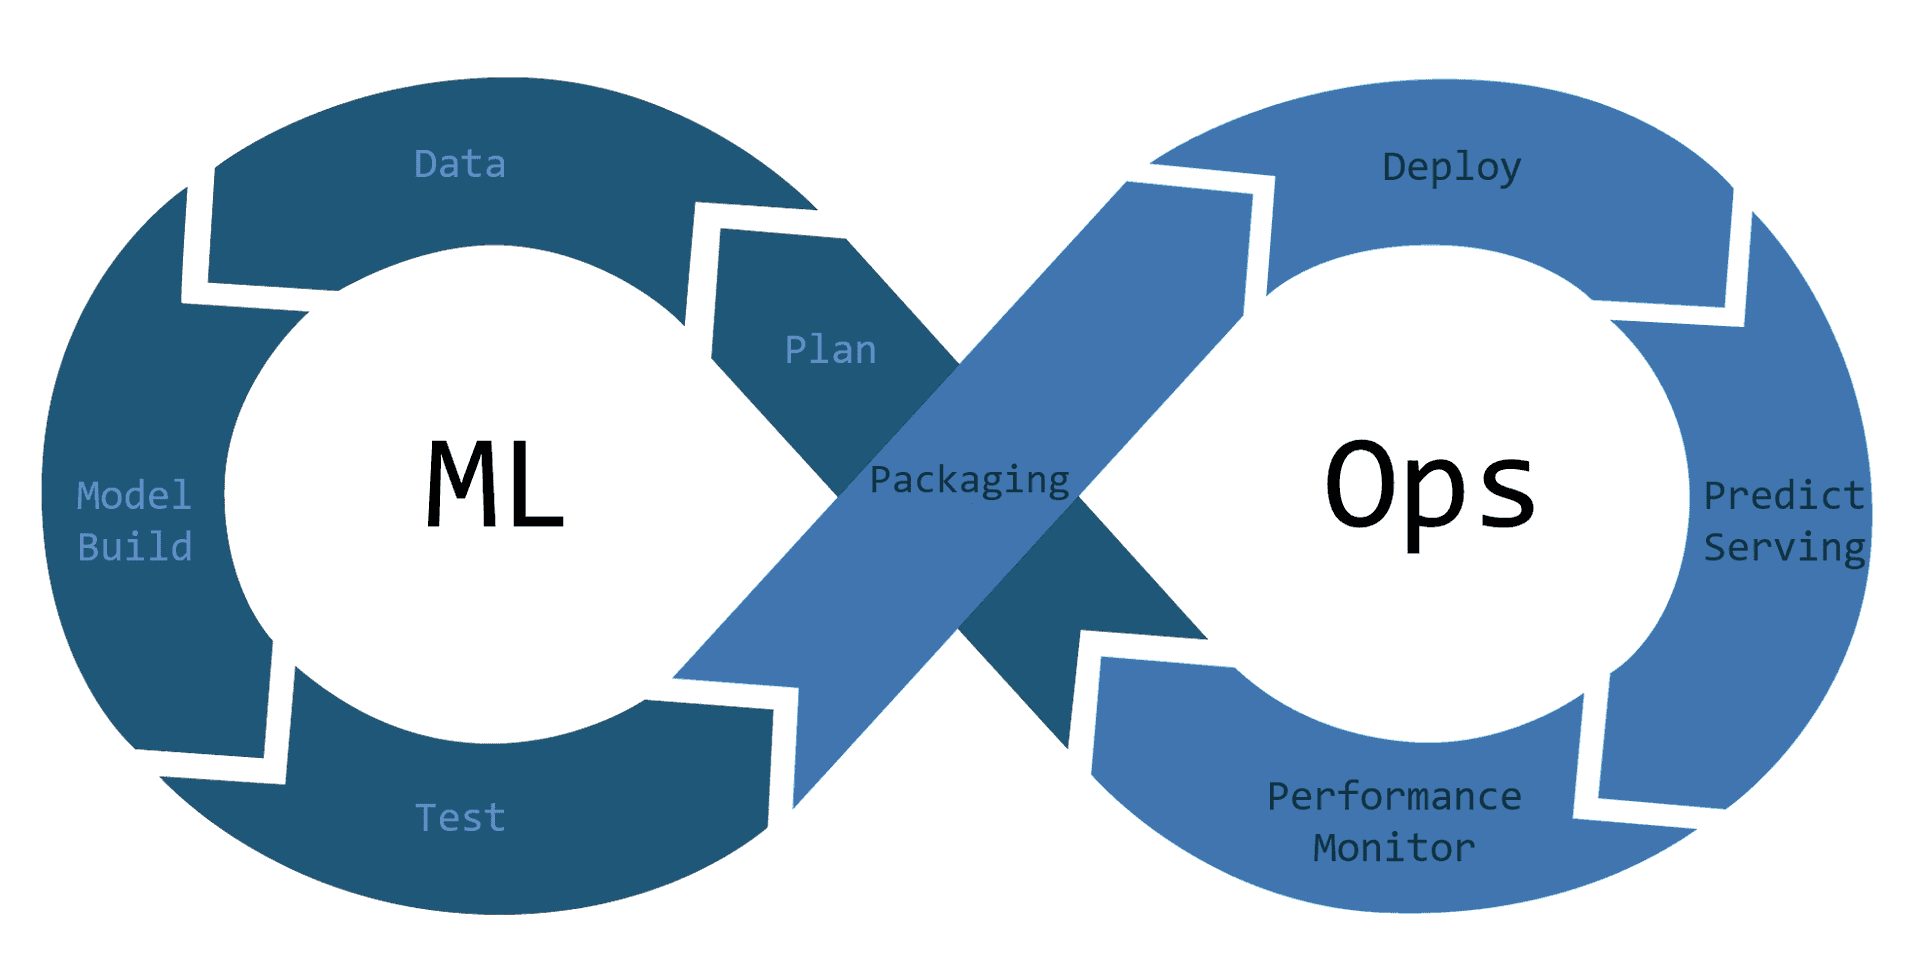 Data
Deploy
Plan
ML
Packaging
Ops
Model
Build
Predict
Serving
Test
Performance
Monitor